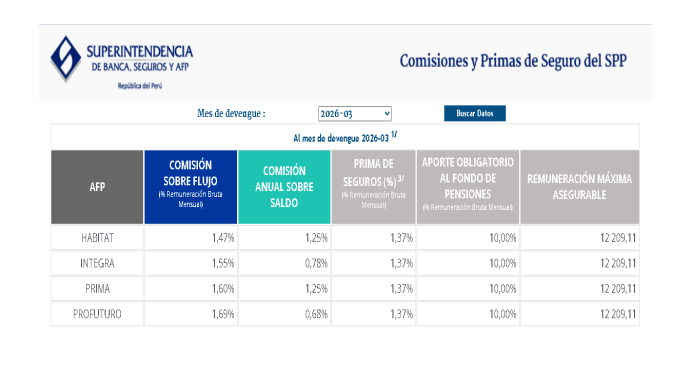 SUPERINTENDENCIA
DE BANCA, SEGUROS Y AFP
República del Perú
Comisiones y Primas de Seguro del SPP
Mes de devengue : 2026-03 Buscar Datos
Al mes de devengue 2026-03 1/
AFP
COMISIÓN
SOBRE FLUJO
(% Remuneración Bruta
Mensual)
COMISIÓN
ANUAL SOBRE
SALDO
PRIMA DE
SEGUROS (%) 3/
(% Remuneración Bruta
Mensual)
APORTE OBLIGATORIO
AL FONDO DE
PENSIONES
(% Remuneración Bruta Mensual)
REMUNERACIÓN MÁXIMA
ASEGURABLE
HABITAT 1,47% 1,25% 1,37% 10,00% 12 209,11
INTEGRA 1,55% 0,78% 1,37% 10,00% 12 209,11
PRIMA 1,60% 1,25% 1,37% 10,00% 12 209,11
PROFUTURO 1,69% 0,68% 1,37% 10,00% 12 209,11